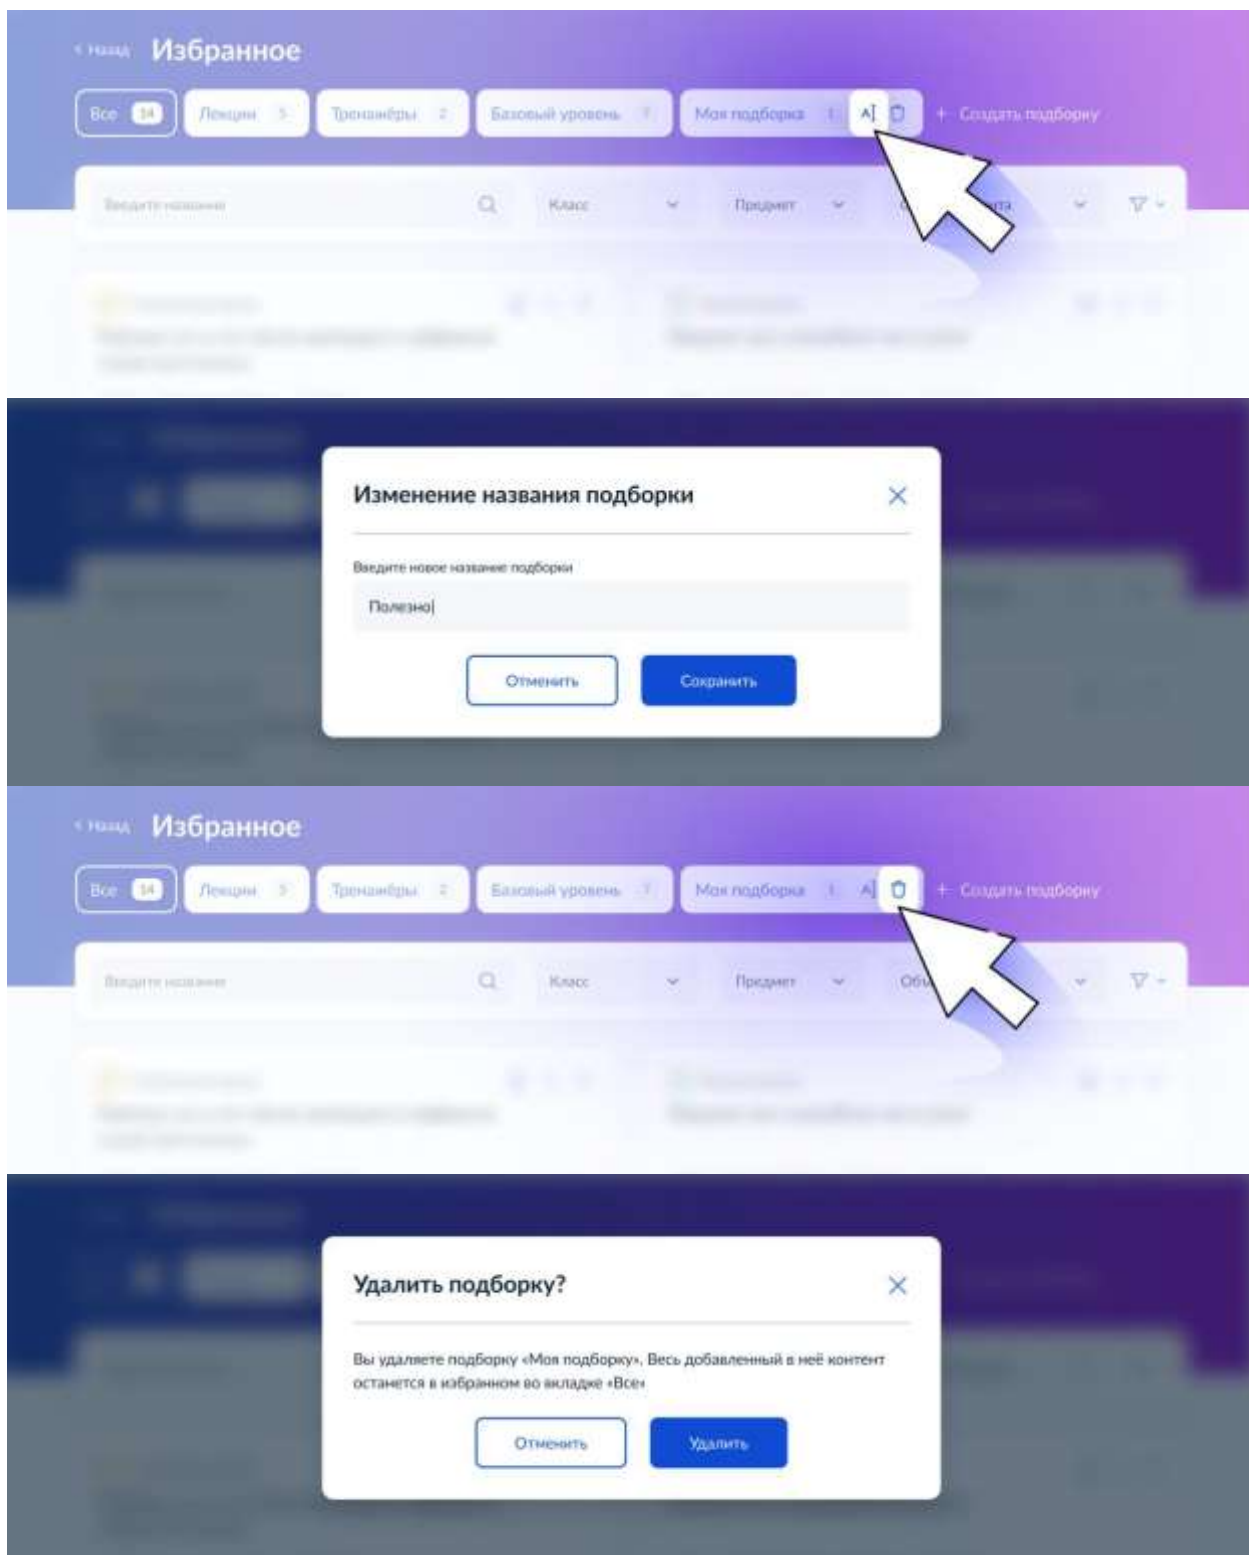 < Назад Избранное
Все 14 Лекции 5 Тренажёры 2 Базовый уровень 7 Моя подборка 1 A + Создать подборку
Введите название Класс Предмет
Изменение названия подборки
Введите новое название подборки
Полезно
Отменить Сохранить
< Назад Избранное
Все 14 Лекции 5 Тренажёры 2 Базовый уровень 7 Моя подборка 1 A + Создать подборку
Введите название Класс Предмет
Удалить подборку?
Вы удаляете подборку «Моя подборку». Весь добавленный в неё контент
останется в избранном во вкладке «Все«
Отменить Удалить